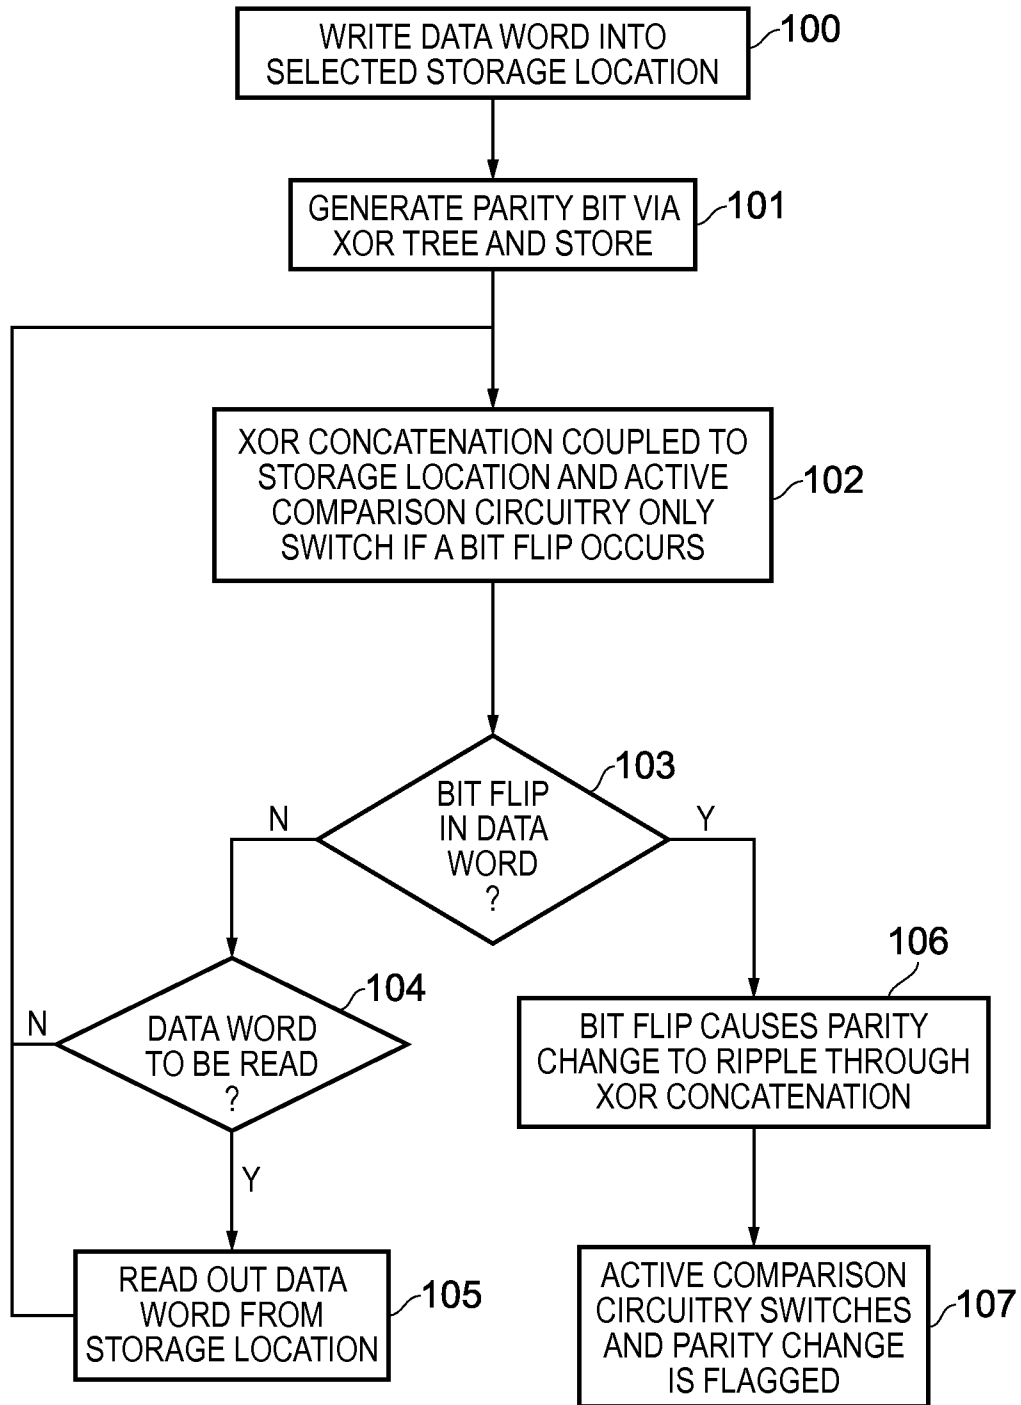 WRITE DATA WORD INTO
SELECTED STORAGE LOCATION
100
GENERATE PARITY BIT VIA
XOR TREE AND STORE
101
XOR CONCATENATION COUPLED TO
STORAGE LOCATION AND ACTIVE
COMPARISON CIRCUITRY ONLY
SWITCH IF A BIT FLIP OCCURS
102
BIT FLIP
IN DATA
WORD
?
103
N
Y
DATA WORD
TO BE READ
?
104
N
Y
READ OUT DATA
WORD FROM
STORAGE LOCATION
105
106
BIT FLIP CAUSES PARITY
CHANGE TO RIPPLE THROUGH
XOR CONCATENATION
ACTIVE COMPARISON
CIRCUITRY SWITCHES
AND PARITY CHANGE
IS FLAGGED
107